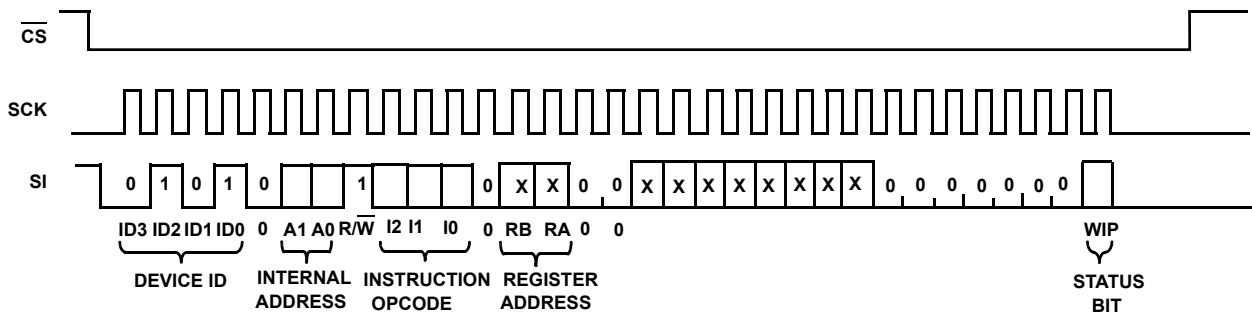 CS
SCK
SI
0 1 0 1 0 1 0 X X 0 0 X X X X X X X X 0 0 0 0 0 0 0
ID3 ID2 ID1 ID0 0 A1 A0 R/W I2 I1 I0 0 RB RA 0 0 WIP
DEVICE ID
INTERNAL
ADDRESS
INSTRUCTION
OPCODE
REGISTER
ADDRESS
STATUS
BIT